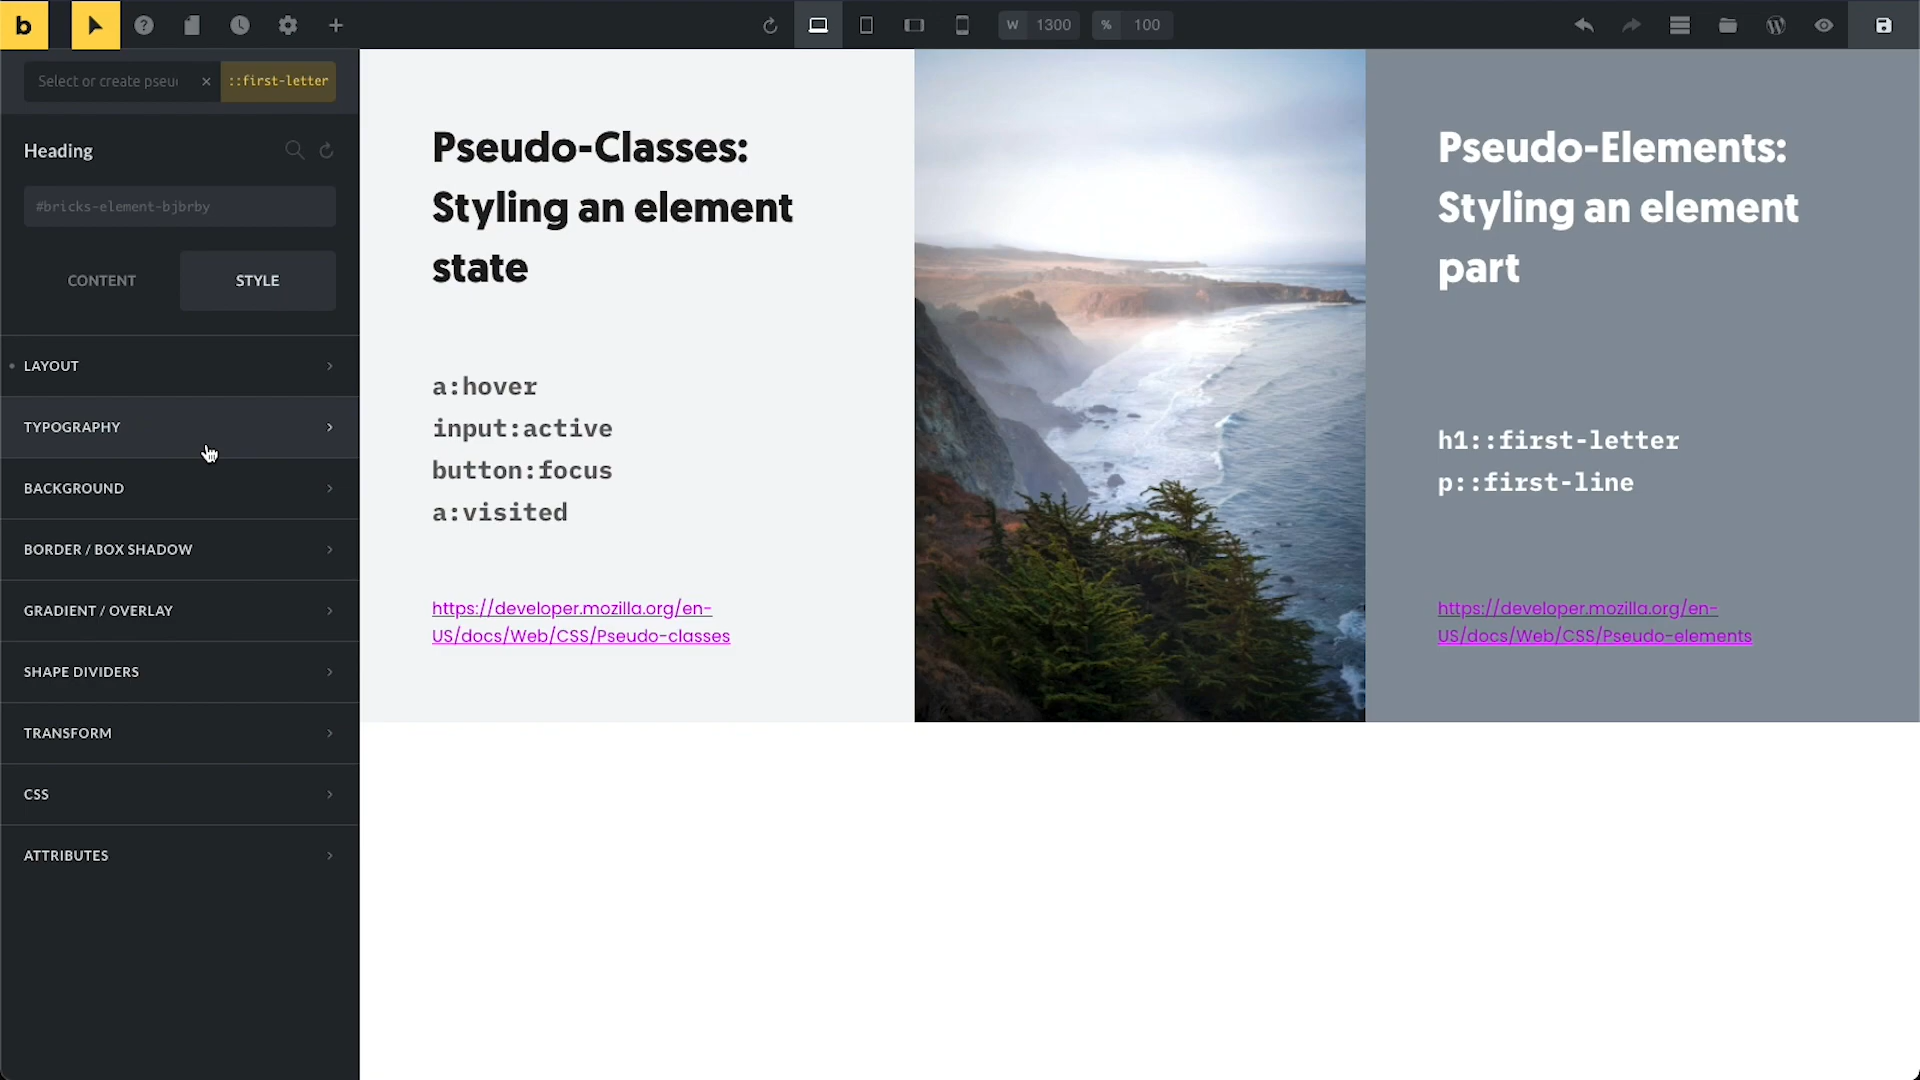 b
W 1300 % 100
Select or create pseu
× ::first-letter
Heading
#bricks-element-bjbrby
CONTENT STYLE
LAYOUT
TYPOGRAPHY
BACKGROUND
BORDER / BOX SHADOW
GRADIENT / OVERLAY
SHAPE DIVIDERS
TRANSFORM
CSS
ATTRIBUTES
Pseudo-Classes:
Styling an element
state
a:hover
input:active
button:focus
a:visited
https://developer.mozilla.org/en-
US/docs/Web/CSS/Pseudo-classes
Pseudo-Elements:
Styling an element
part
h1::first-letter
p::first-line
https://developer.mozilla.org/en-
US/docs/Web/CSS/Pseudo-elements